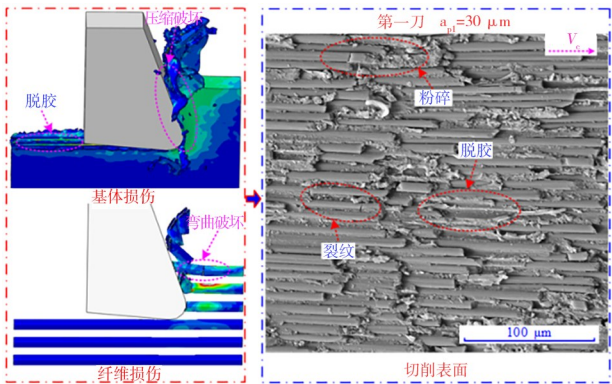 压缩破坏
脱胶
基体损伤
弯曲破坏
纤维损伤
第一刀 ap1=30 μm
Vc
粉碎
脱胶
裂纹
100 μm
切削表面